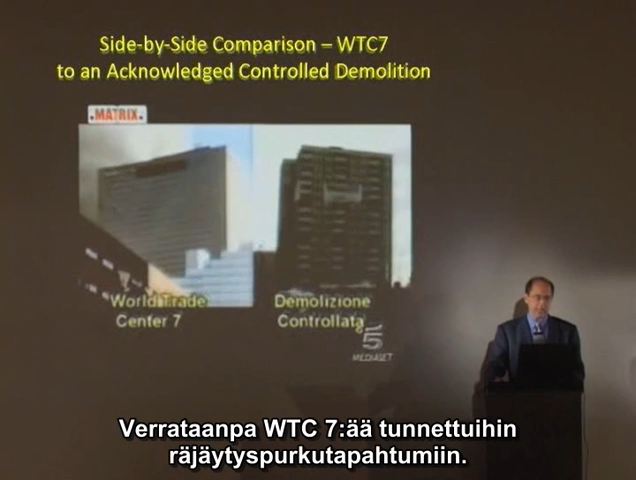 Side-by-Side Comparison – WTC7
to an Acknowledged Controlled Demolition
.MATRIX.
World Trade
Center 7
Demolizione
Controllata
5
MEDIASET
Verrataanpa WTC 7:ää tunnettuihin
räjäytyspurkutapahtumiin.